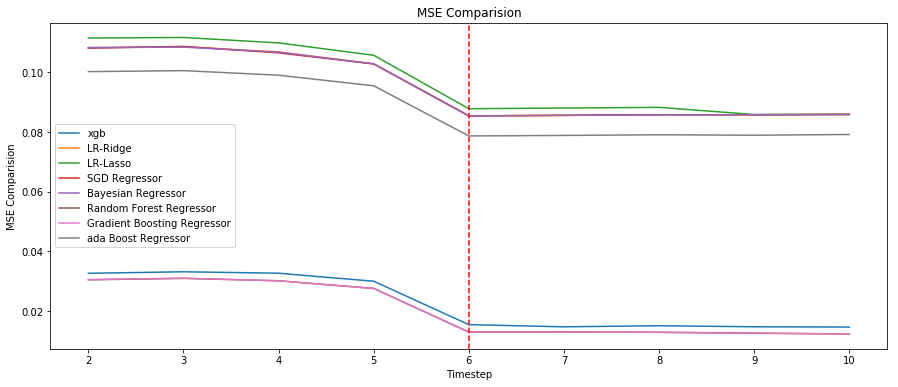 MSE Comparision
MSE Comparision
0.10
0.08
0.06
0.04
0.02
xgb
LR-Ridge
LR-Lasso
SGD Regressor
Bayesian Regressor
Random Forest Regressor
Gradient Boosting Regressor
ada Boost Regressor
2 3 4 5 6 7 8 9 10
Timestep